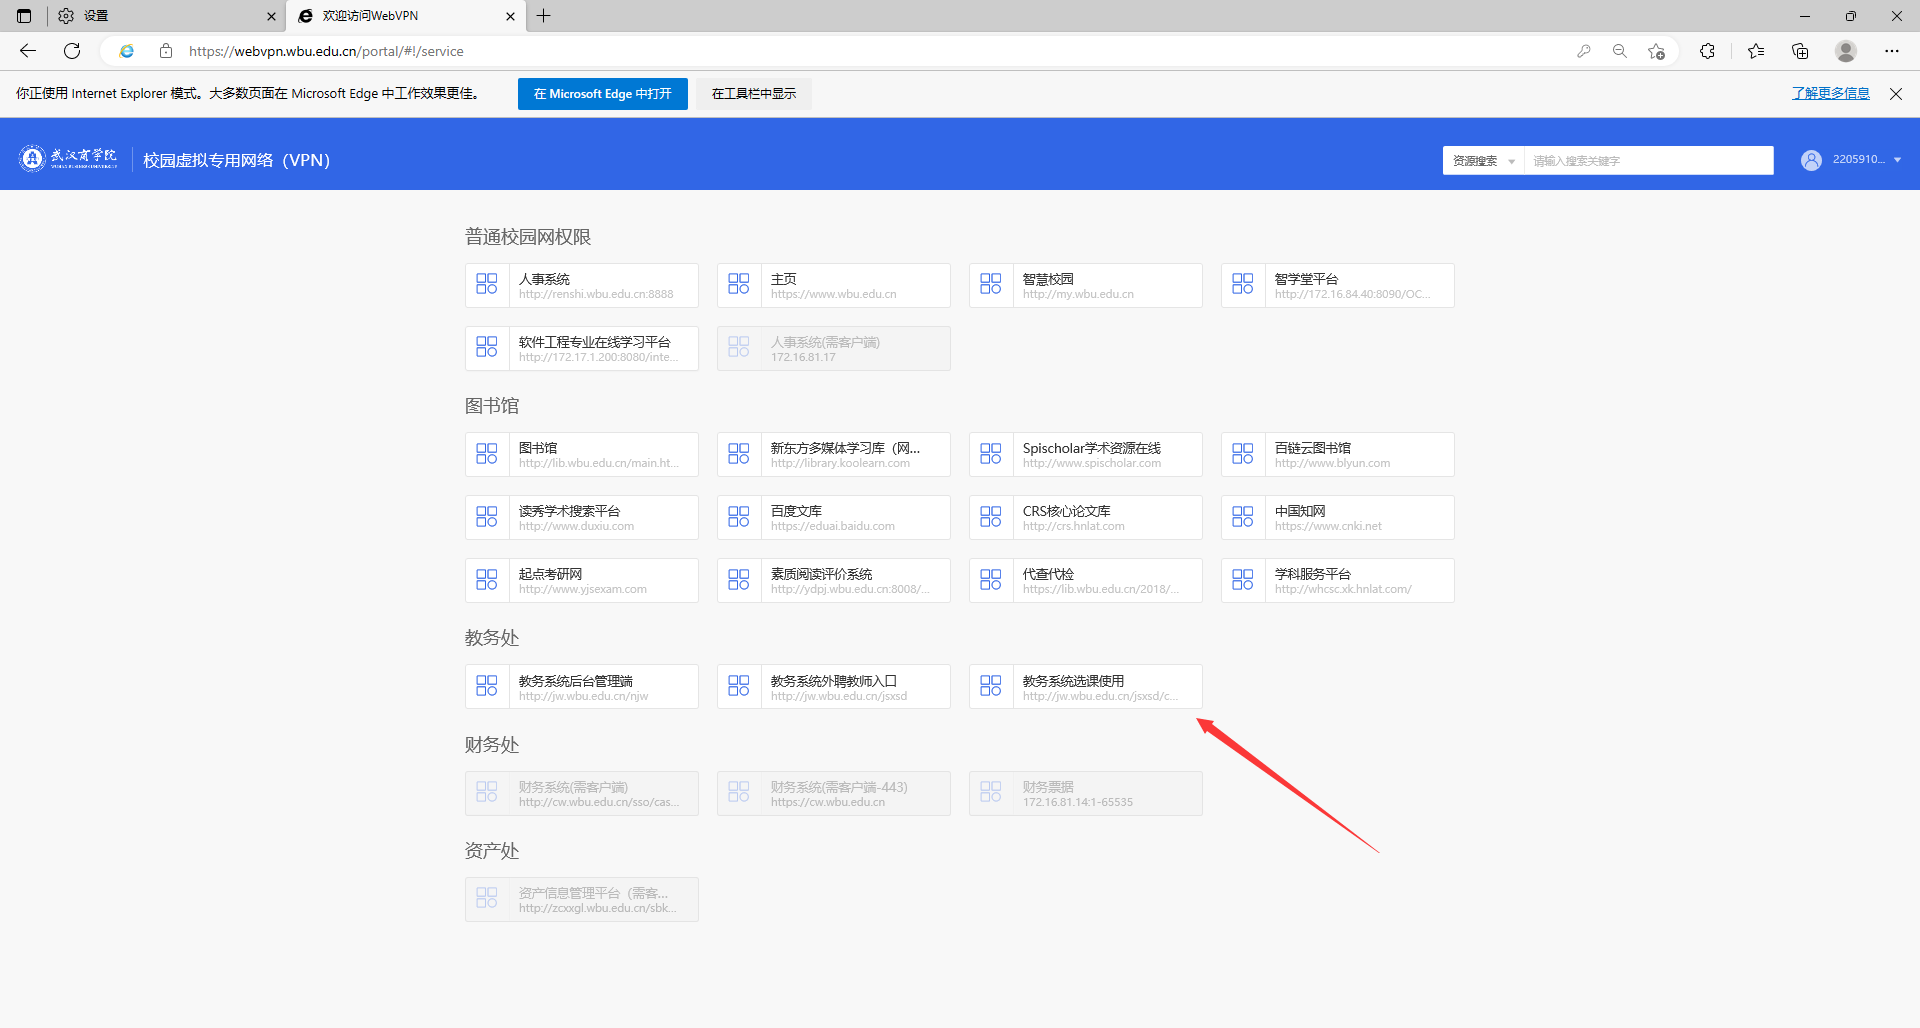 设置
欢迎访问WebVPN
https://webvpn.wbu.edu.cn/portal/#!/service
你正使用 Internet Explorer 模式。大多数页面在 Microsoft Edge 中工作效果更佳。
在 Microsoft Edge 中打开
在工具栏中显示
了解更多信息
武汉商学院
WUHAN BUSINESS UNIVERSITY
校园虚拟专用网络（VPN）
资源搜索
请输入搜索关键字
2205910...
普通校园网权限
人事系统
http://renshi.wbu.edu.cn:8888
主页
https://www.wbu.edu.cn
智慧校园
http://my.wbu.edu.cn
智学堂平台
http://172.16.84.40:8090/OC...
软件工程专业在线学习平台
http://172.17.1.200:8080/inte...
人事系统(需客户端)
172.16.81.17
图书馆
图书馆
http://lib.wbu.edu.cn/main.ht...
新东方多媒体学习库（网...
http://library.koolearn.com
Spischolar学术资源在线
http://www.spischolar.com
百链云图书馆
http://www.blyun.com
读秀学术搜索平台
http://www.duxiu.com
百度文库
https://eduai.baidu.com
CRS核心论文库
http://crs.hnlat.com
中国知网
https://www.cnki.net
起点考研网
http://www.yjsexam.com
素质阅读评价系统
http://ydpj.wbu.edu.cn:8008/...
代查代检
https://lib.wbu.edu.cn/2018/...
学科服务平台
http://whcsc.xk.hnlat.com/
教务处
教务系统后台管理端
http://jw.wbu.edu.cn/njw
教务系统外聘教师入口
http://jw.wbu.edu.cn/jsxsd
教务系统选课使用
http://jw.wbu.edu.cn/jsxsd/c...
财务处
财务系统(需客户端)
http://cw.wbu.edu.cn/sso/cas...
财务系统(需客户端-443)
https://cw.wbu.edu.cn
财务票据
172.16.81.14:1-65535
资产处
资产信息管理平台（需客...
http://zcxxgl.wbu.edu.cn/sbk...